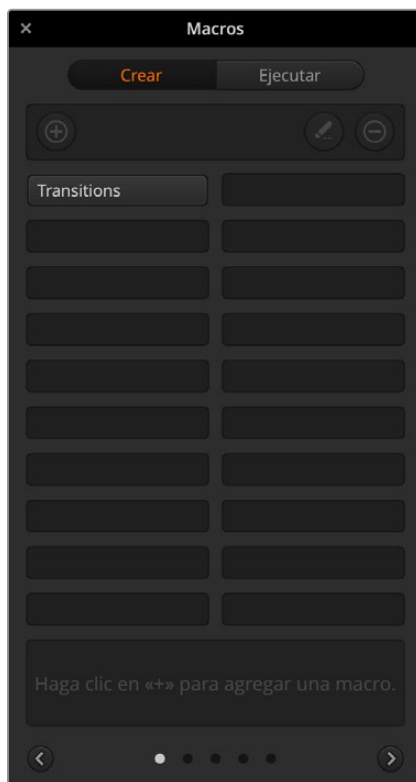 Macros
Crear
Ejecutar
Transitions
Haga clic en «+» para agregar una macro.